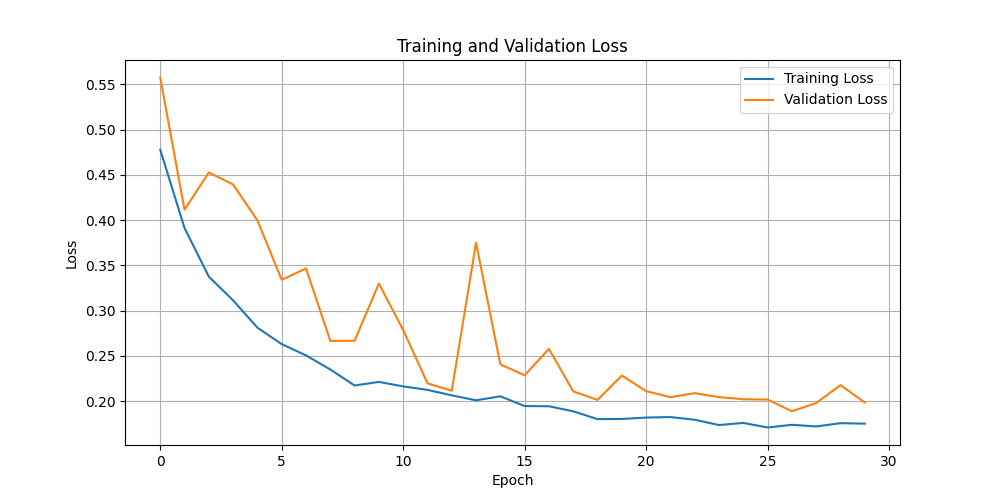 Training and Validation Loss
Training Loss
Validation Loss
0.55
0.50
0.45
0.40
0.35
0.30
0.25
0.20
Loss
0 5 10 15 20 25 30
Epoch